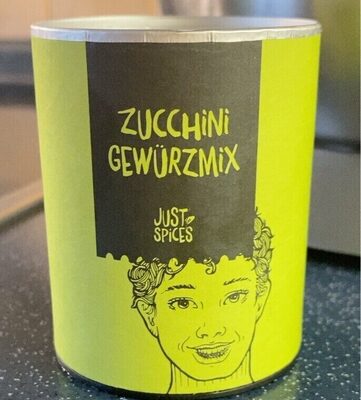 ZUCCHINI
GEWÜRZMIX
JUST
SPICES